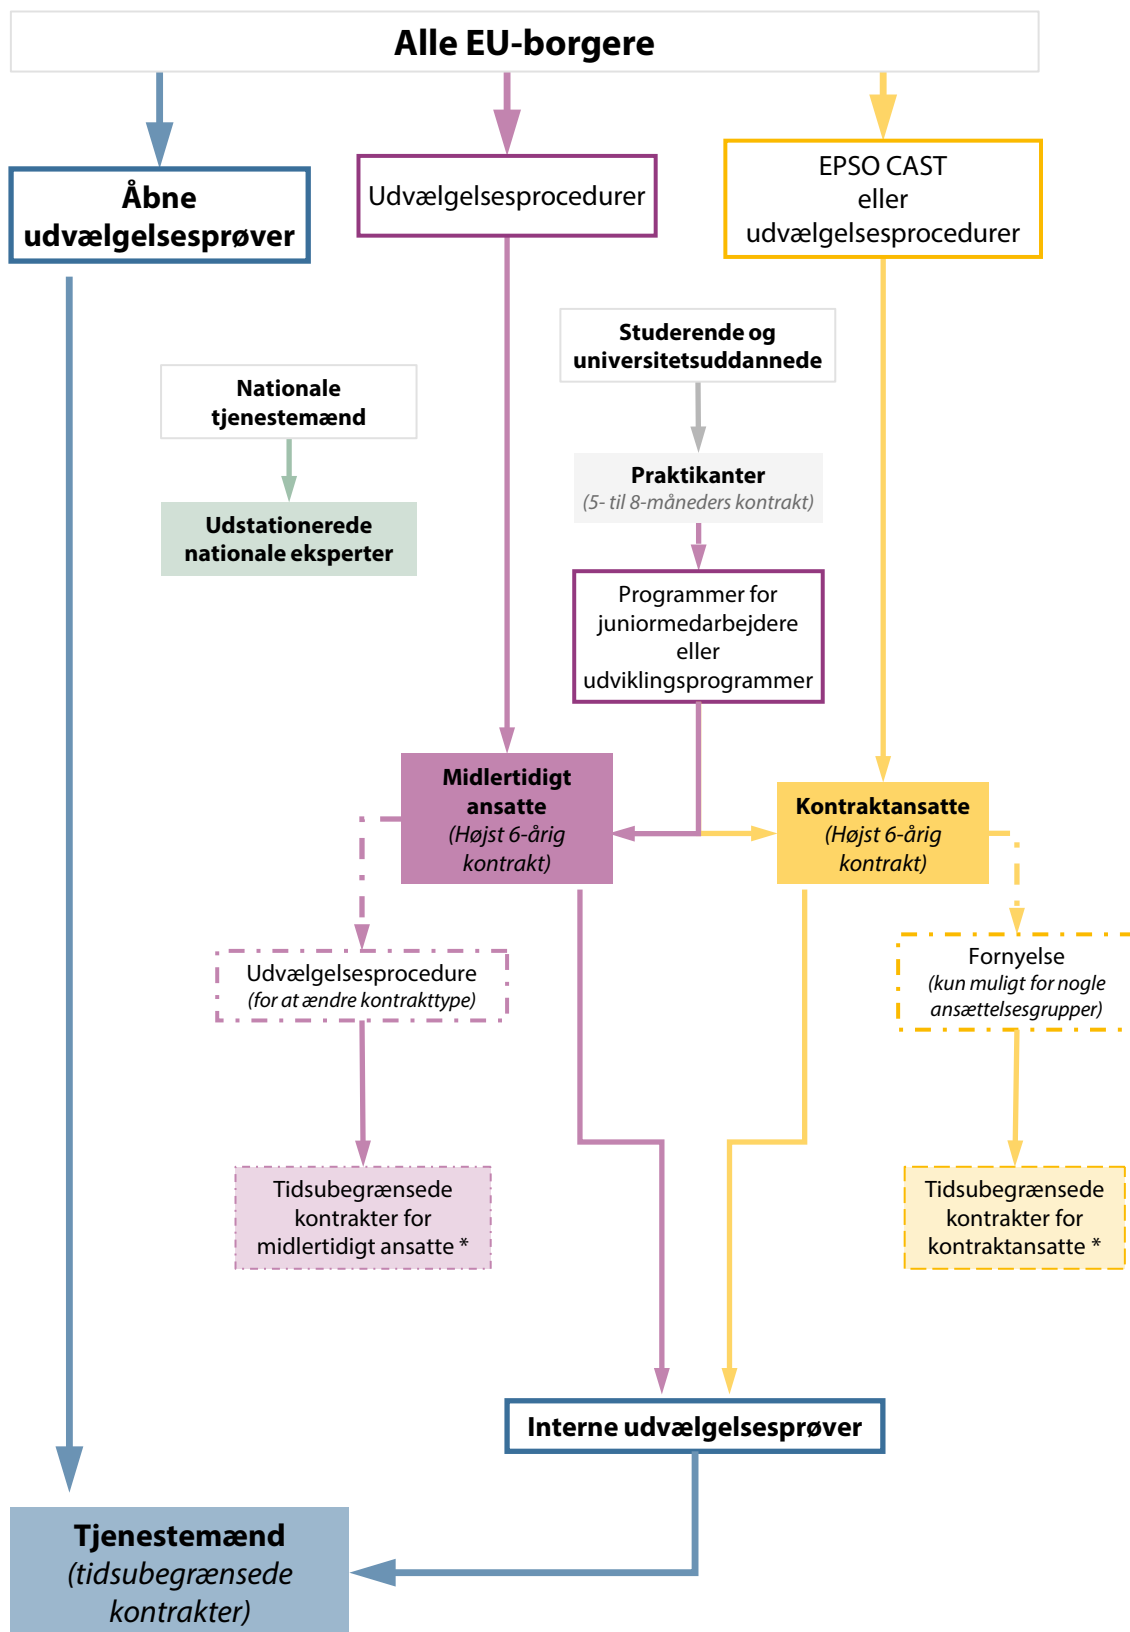 Alle EU-borgere
Åbne
udvælgelsesprøver
Udvælgelsesprocedurer
EPSO CAST
eller
udvælgelsesprocedurer
Studerende og
universitetsuddannede
Nationale
tjenestemænd
Praktikanter
(5- til 8-måneders kontrakt)
Udstationerede
nationale eksperter
Programmer for
juniormedarbejdere
eller
udviklingsprogrammer
Midlertidigt
ansatte
(Højst 6-årig
kontrakt)
Kontraktansatte
(Højst 6-årig
kontrakt)
Udvælgelsesprocedure
(for at ændre kontrakttype)
Fornyelse
(kun muligt for nogle
ansættelsesgrupper)
Tidsubegrænsede
kontrakter for
midlertidigt ansatte *
Tidsubegrænsede
kontrakter for
kontraktansatte *
Interne udvælgelsesprøver
Tjenestemænd
(tidsubegrænsede
kontrakter)